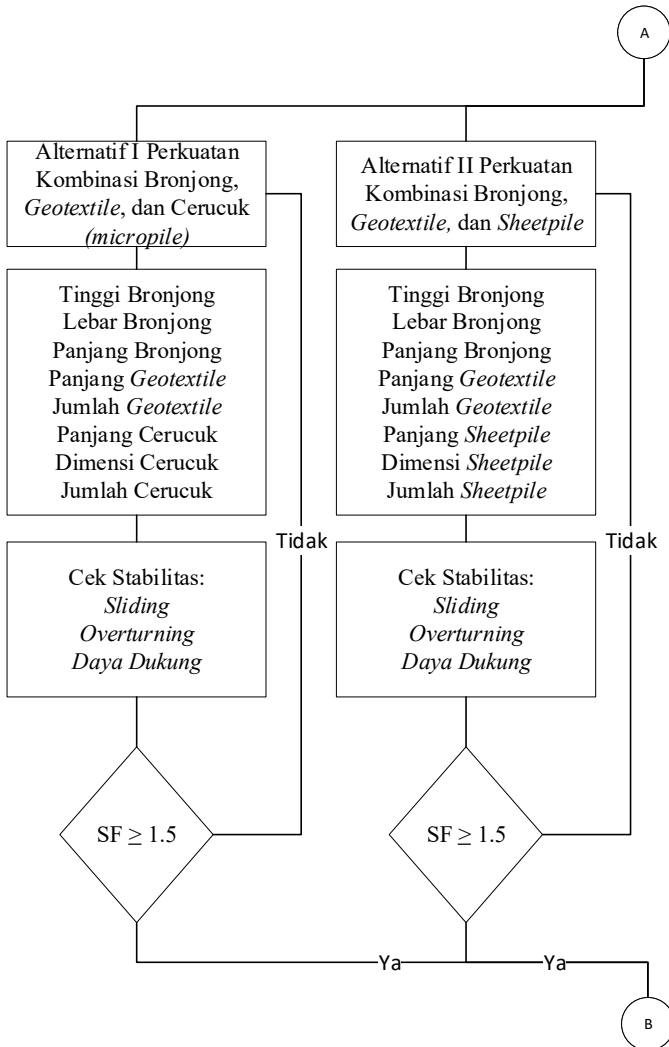 A
Alternatif I Perkuatan
Kombinasi Bronjong,
Geotextile, dan Cerucuk
(micropile)
Tinggi Bronjong
Lebar Bronjong
Panjang Bronjong
Panjang Geotextile
Jumlah Geotextile
Panjang Cerucuk
Dimensi Cerucuk
Jumlah Cerucuk
Tidak
Cek Stabilitas:
Sliding
Overturning
Daya Dukung
SF ≥ 1.5
Ya
Alternatif II Perkuatan
Kombinasi Bronjong,
Geotextile, dan Sheetpile
Tinggi Bronjong
Lebar Bronjong
Panjang Bronjong
Panjang Geotextile
Jumlah Geotextile
Panjang Sheetpile
Dimensi Sheetpile
Jumlah Sheetpile
Tidak
Cek Stabilitas:
Sliding
Overturning
Daya Dukung
SF ≥ 1.5
Ya
B